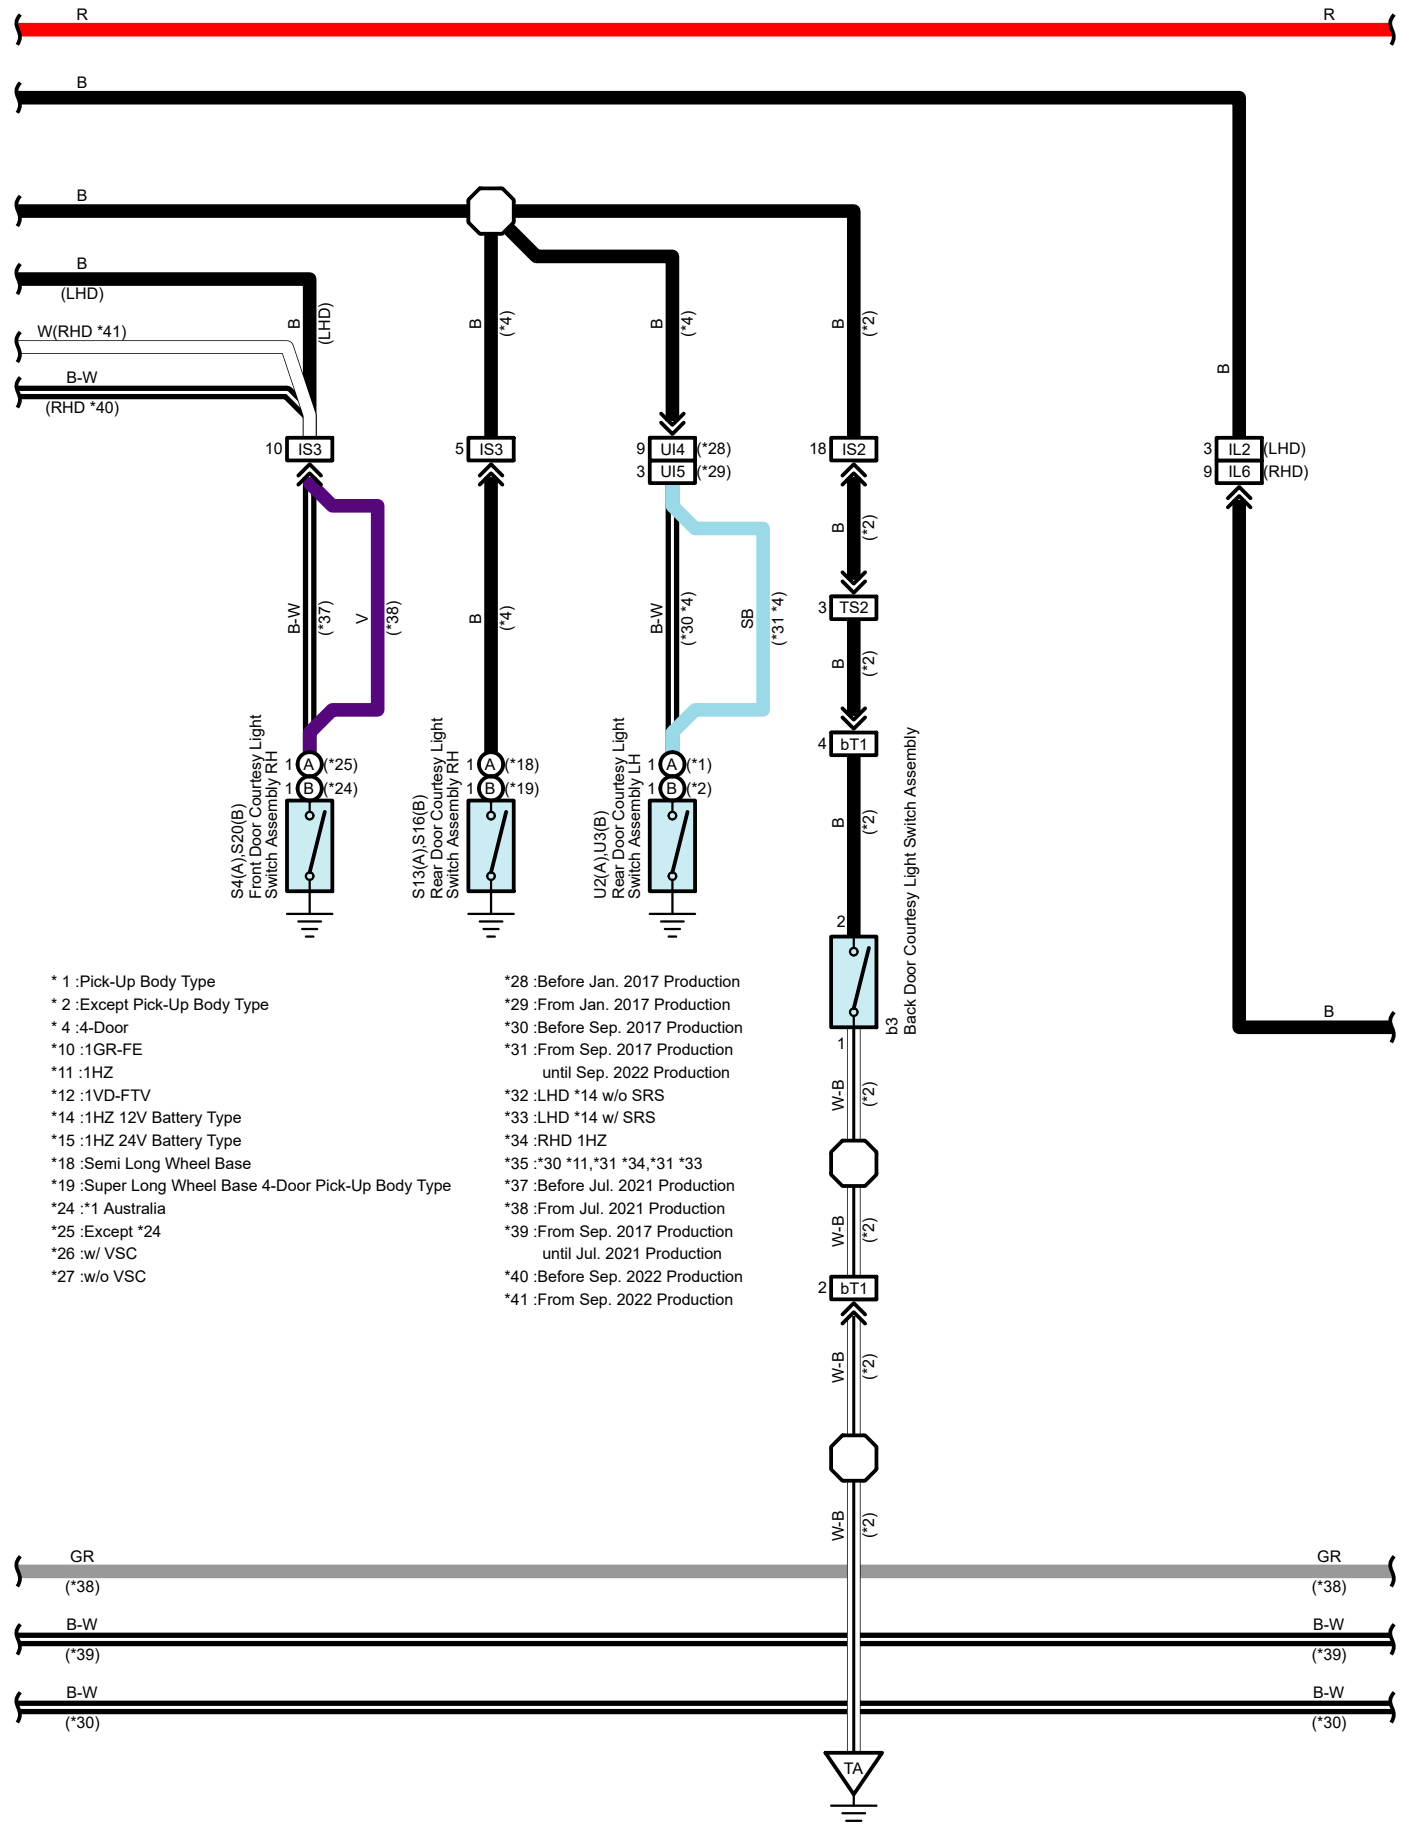 R
R
B
B
B
(LHD)
W(RHD *41)
B-W
(RHD *40)
B
(LHD)
B
(*4)
B
(*4)
B
(*2)
B
10 IS3
5 IS3
9 UI4 (*28)
3 UI5 (*29)
18 IS2
3 IL2 (LHD)
9 IL6 (RHD)
B
(*2)
B-W
(*37)
V
(*38)
B
(*4)
B-W
(*30 *4)
SB
(*31 *4)
3 TS2
B
(*2)
4 bT1
S4(A),S20(B)
Front Door Courtesy Light
Switch Assembly RH
1 A (*25)
1 B (*24)
S13(A),S16(B)
Rear Door Courtesy Light
Switch Assembly RH
1 A (*18)
1 B (*19)
U2(A),U3(B)
Rear Door Courtesy Light
Switch Assembly LH
1 A (*1)
1 B (*2)
B
(*2)
2
b3
Back Door Courtesy Light Switch Assembly
1
B
* 1 :Pick-Up Body Type
* 2 :Except Pick-Up Body Type
* 4 :4-Door
*10 :1GR-FE
*11 :1HZ
*12 :1VD-FTV
*14 :1HZ 12V Battery Type
*15 :1HZ 24V Battery Type
*18 :Semi Long Wheel Base
*19 :Super Long Wheel Base 4-Door Pick-Up Body Type
*24 :*1 Australia
*25 :Except *24
*26 :w/ VSC
*27 :w/o VSC
*28 :Before Jan. 2017 Production
*29 :From Jan. 2017 Production
*30 :Before Sep. 2017 Production
*31 :From Sep. 2017 Production
until Sep. 2022 Production
*32 :LHD *14 w/o SRS
*33 :LHD *14 w/ SRS
*34 :RHD 1HZ
*35 :*30 *11,*31 *34,*31 *33
*37 :Before Jul. 2021 Production
*38 :From Jul. 2021 Production
*39 :From Sep. 2017 Production
until Jul. 2021 Production
*40 :Before Sep. 2022 Production
*41 :From Sep. 2022 Production
W-B
(*2)
W-B
(*2)
2 bT1
W-B
(*2)
W-B
(*2)
GR
(*38)
GR
(*38)
B-W
(*39)
B-W
(*39)
B-W
(*30)
B-W
(*30)
TA